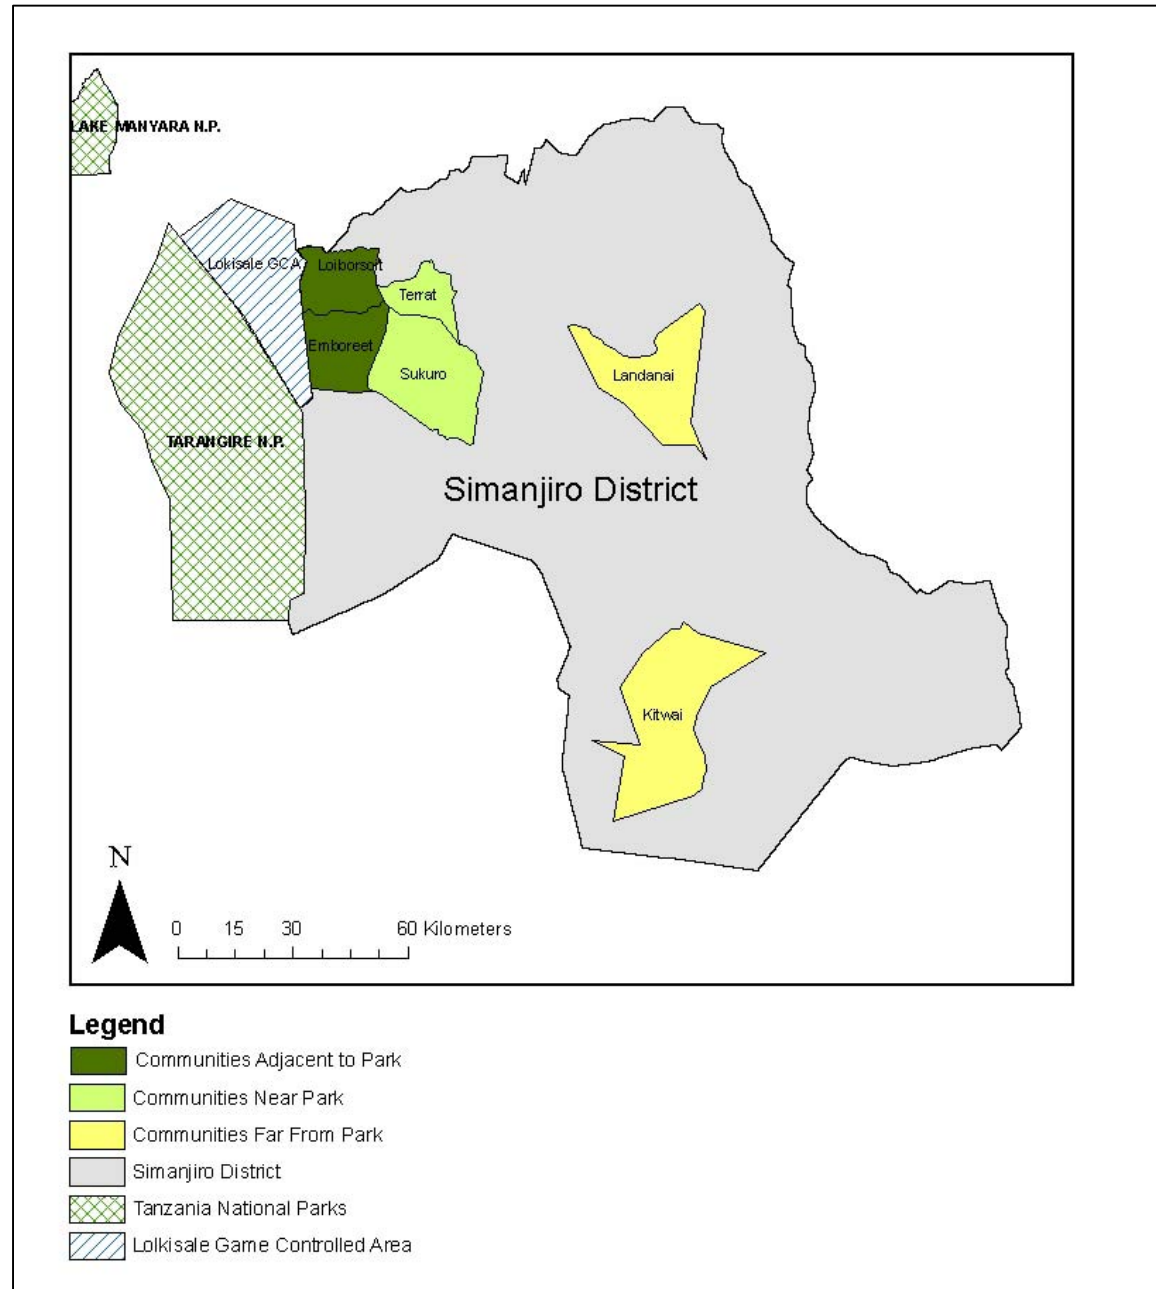 LAKE MANYARA N.P.
Lokisale GCA
Loiborsoit
Terrat
Emboreet
Sukuro
Landanai
TARANGIRE N.P.
Simanjiro District
Kitwai
N
0 15 30 60 Kilometers
Legend
Communities Adjacent to Park
Communities Near Park
Communities Far From Park
Simanjiro District
Tanzania National Parks
Lolkisale Game Controlled Area